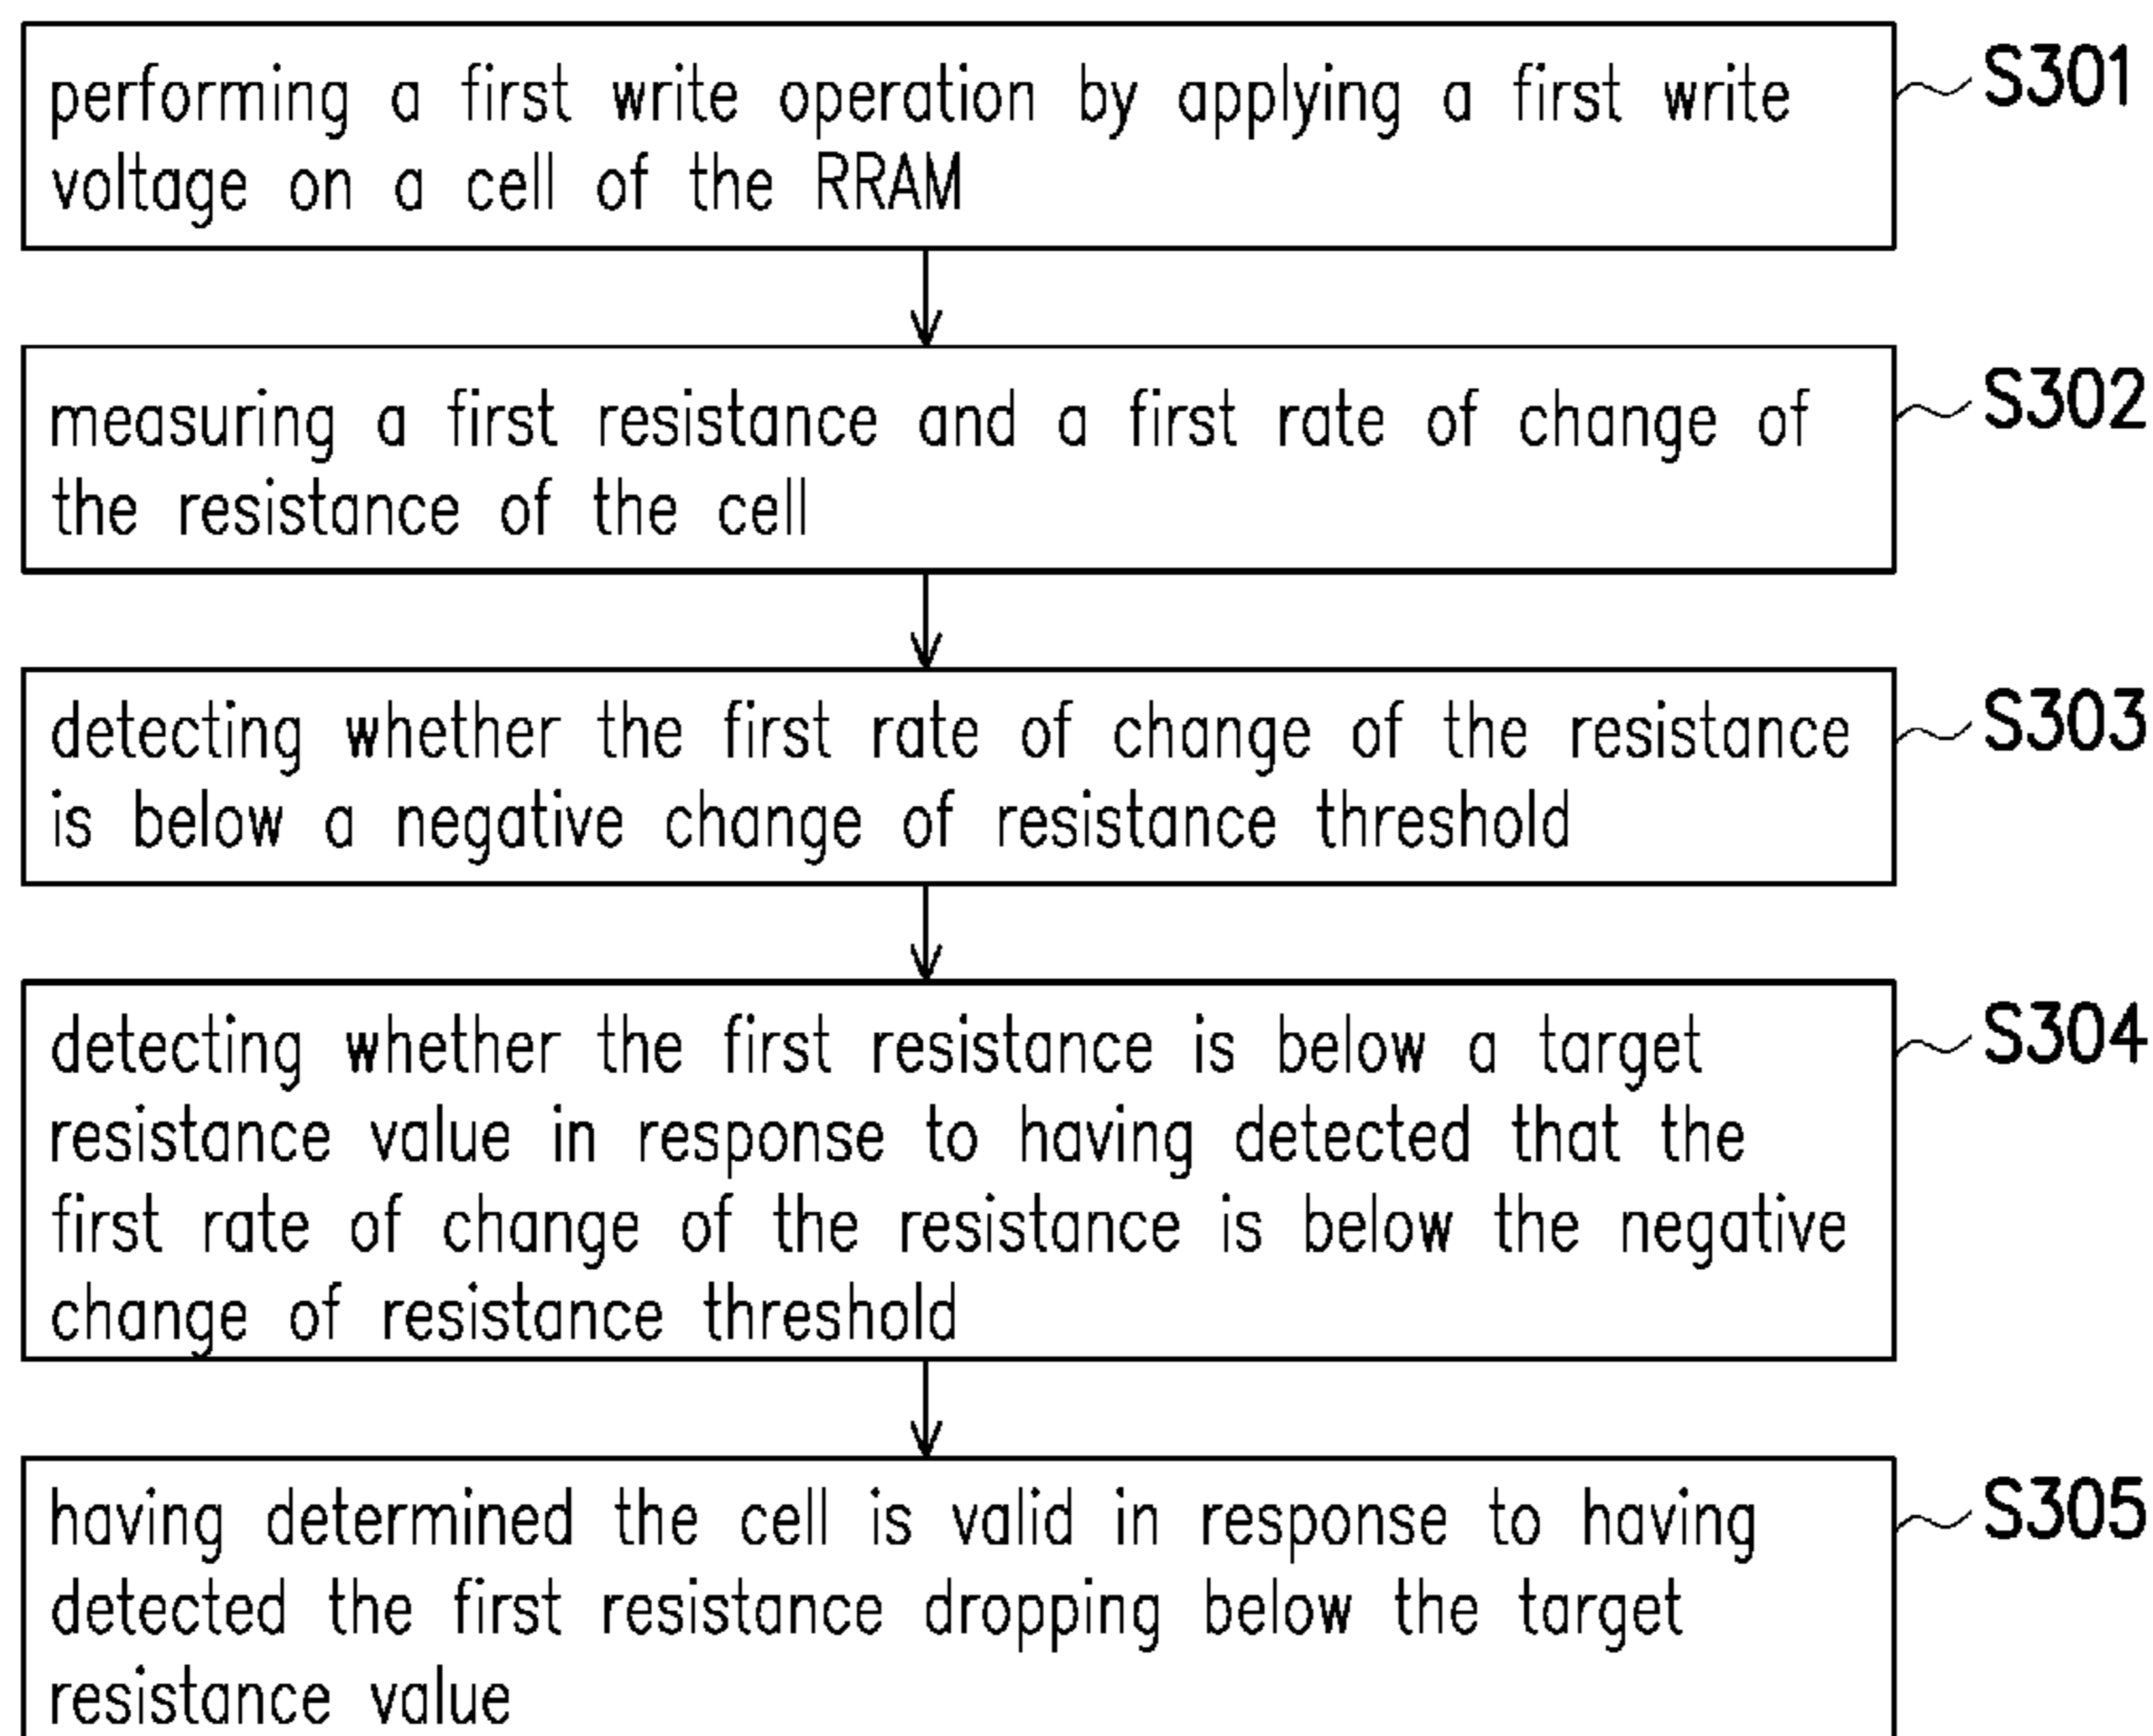 performing a first write operation by applying a first write
voltage on a cell of the RRAM
S301
measuring a first resistance and a first rate of change of
the resistance of the cell
S302
detecting whether the first rate of change of the resistance
is below a negative change of resistance threshold
S303
detecting whether the first resistance is below a target
resistance value in response to having detected that the
first rate of change of the resistance is below the negative
change of resistance threshold
S304
having determined the cell is valid in response to having
detected the first resistance dropping below the target
resistance value
S305